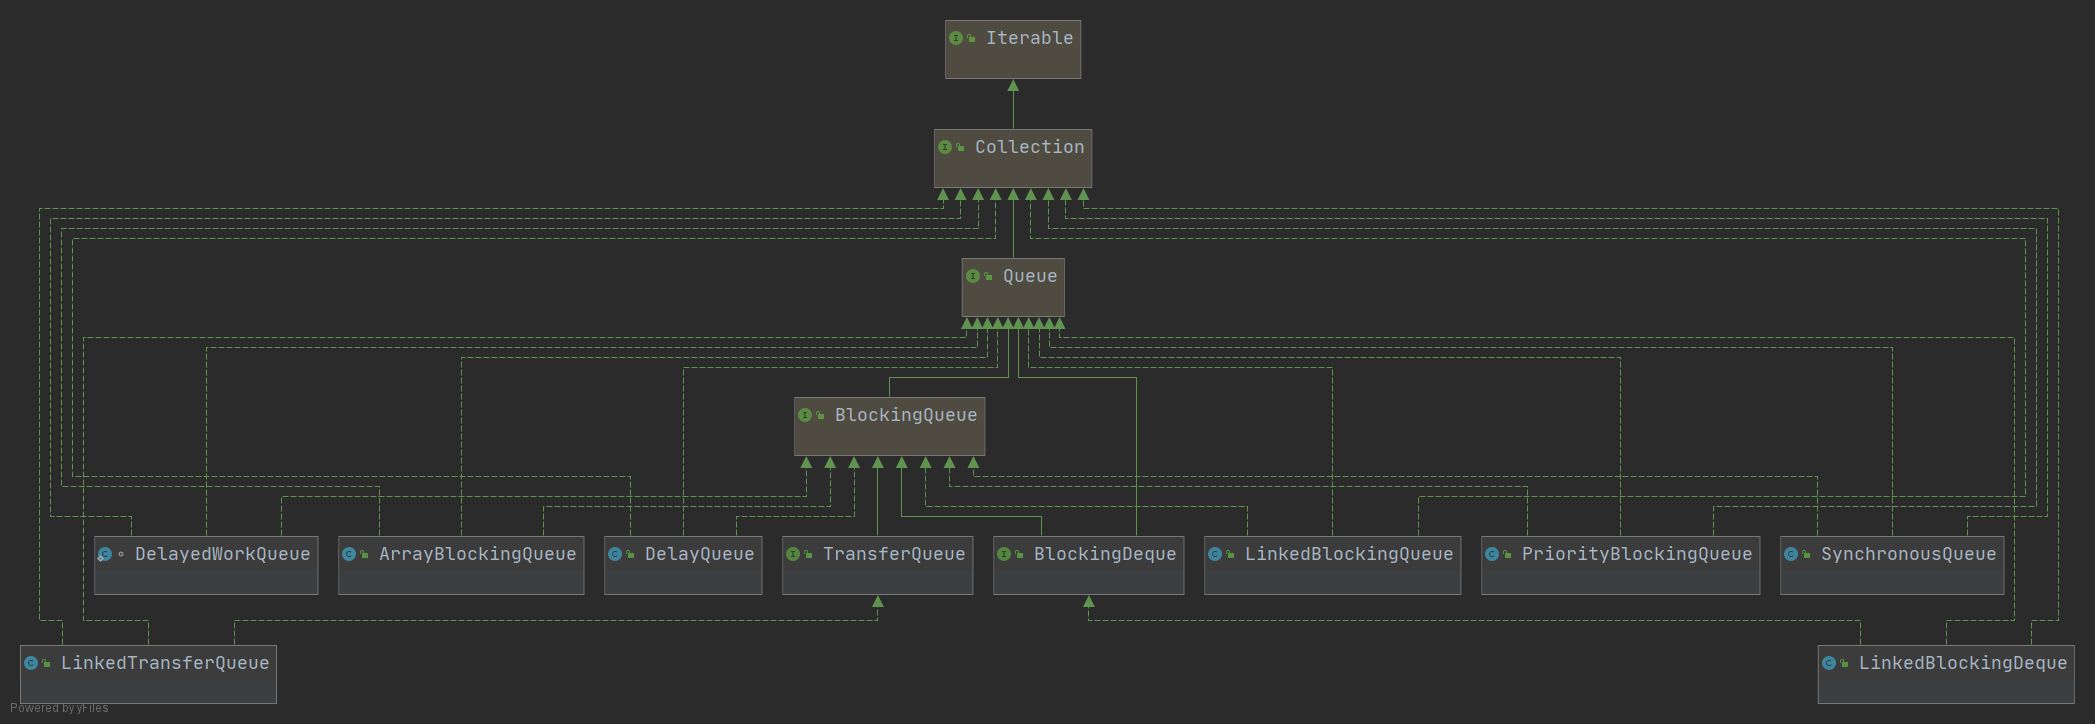 Iterable
Collection
Queue
BlockingQueue
DelayedWorkQueue
ArrayBlockingQueue
DelayQueue
TransferQueue
BlockingDeque
LinkedBlockingQueue
PriorityBlockingQueue
SynchronousQueue
LinkedTransferQueue
LinkedBlockingDeque
Powered by yFiles